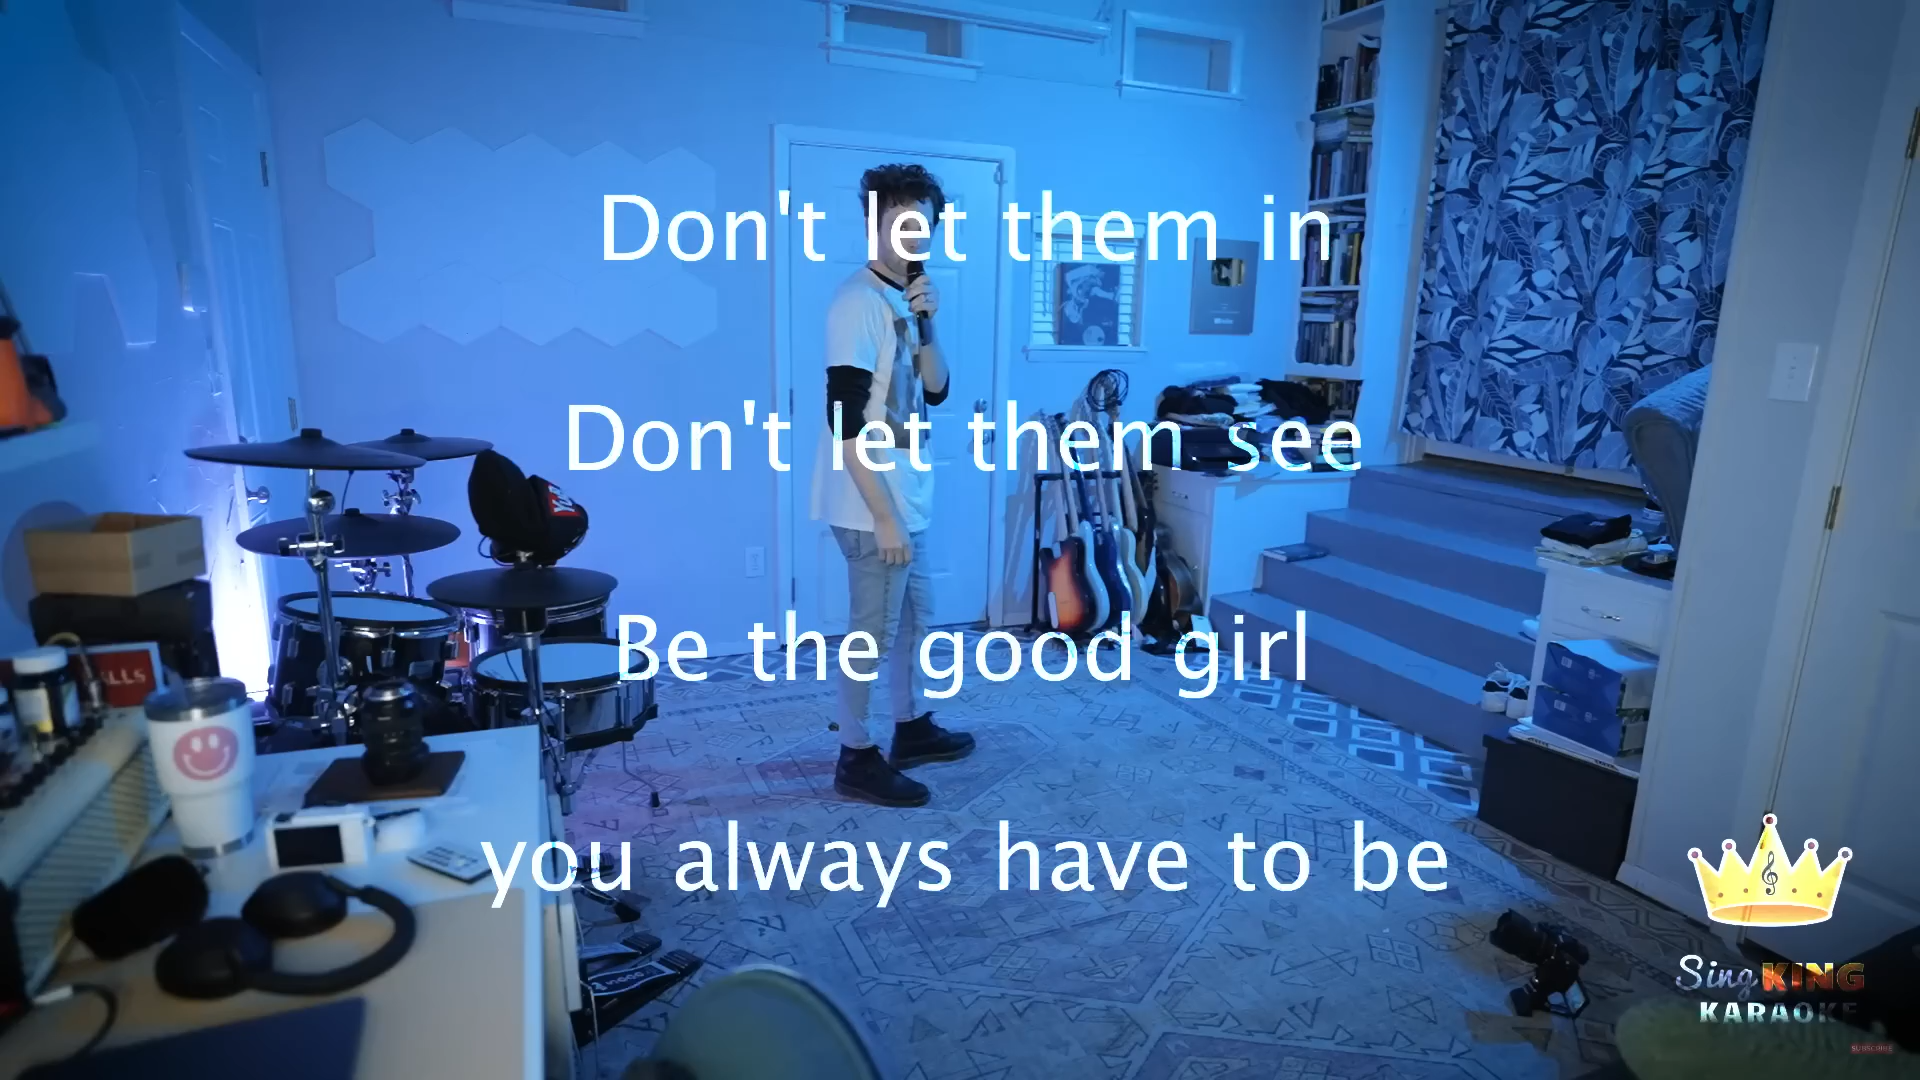 Don't let them in
Don't let them see
Be the good girl
you always have to be
Sing KING
KARAOKE
SUBSCRIBE